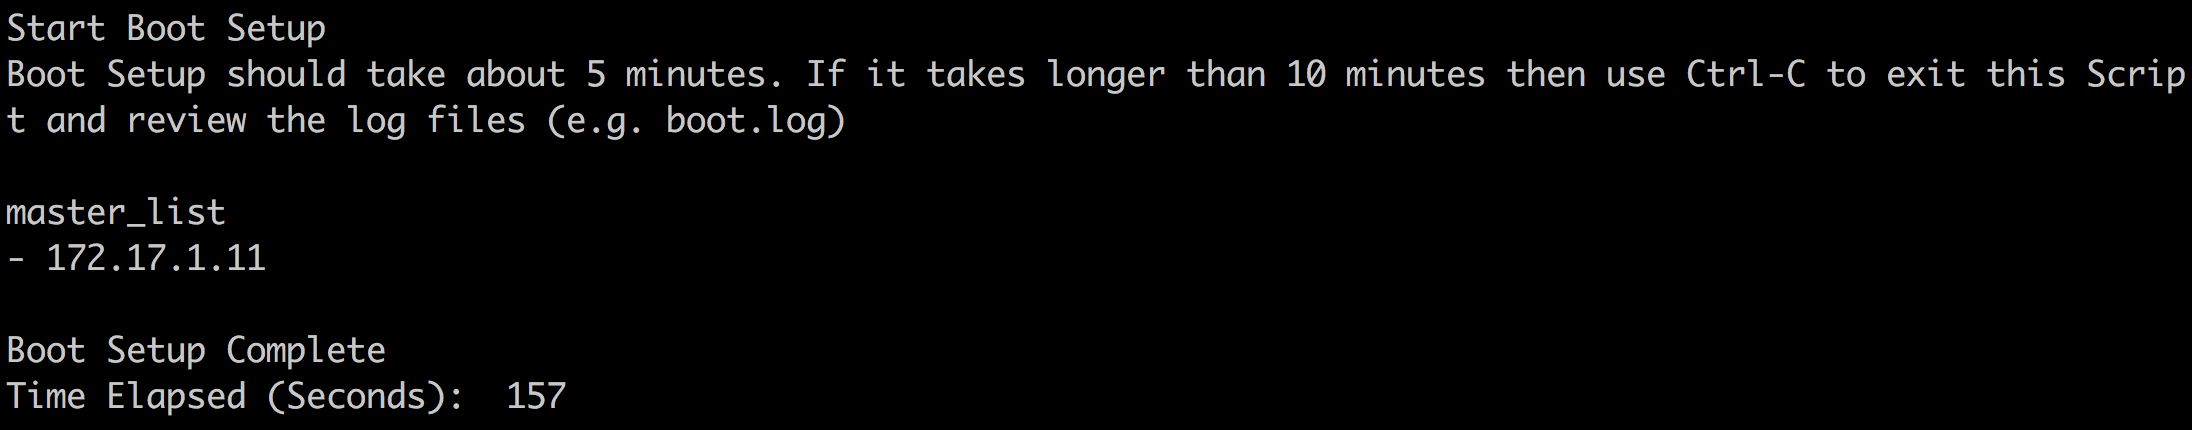 Start Boot Setup
Boot Setup should take about 5 minutes. If it takes longer than 10 minutes then use Ctrl-C to exit this Scrip
t and review the log files (e.g. boot.log)
master_list
- 172.17.1.11
Boot Setup Complete
Time Elapsed (Seconds):  157